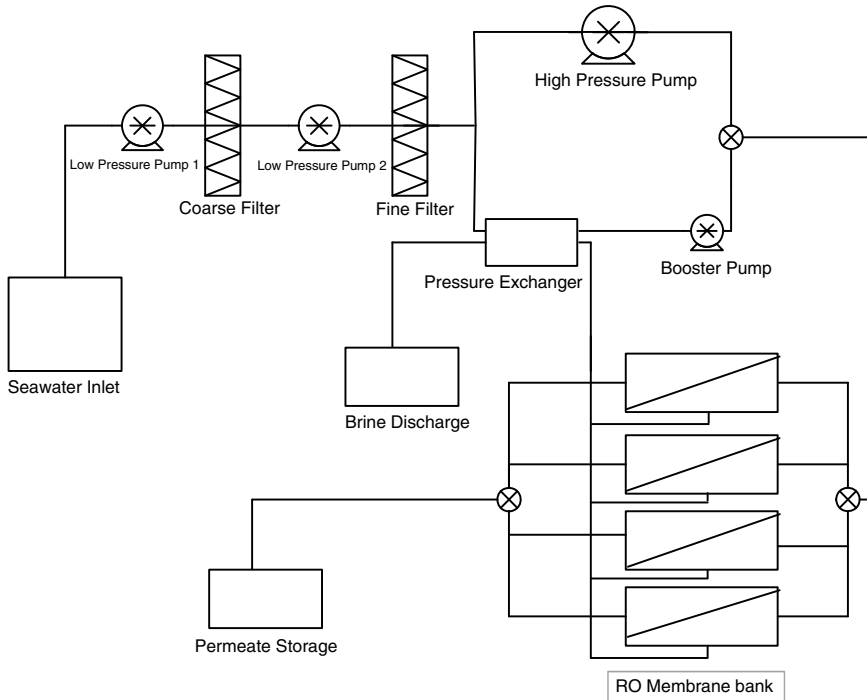 High Pressure Pump
Low Pressure Pump 1
Low Pressure Pump 2
Coarse Filter
Fine Filter
Pressure Exchanger
Booster Pump
Seawater Inlet
Brine Discharge
Permeate Storage
RO Membrane bank